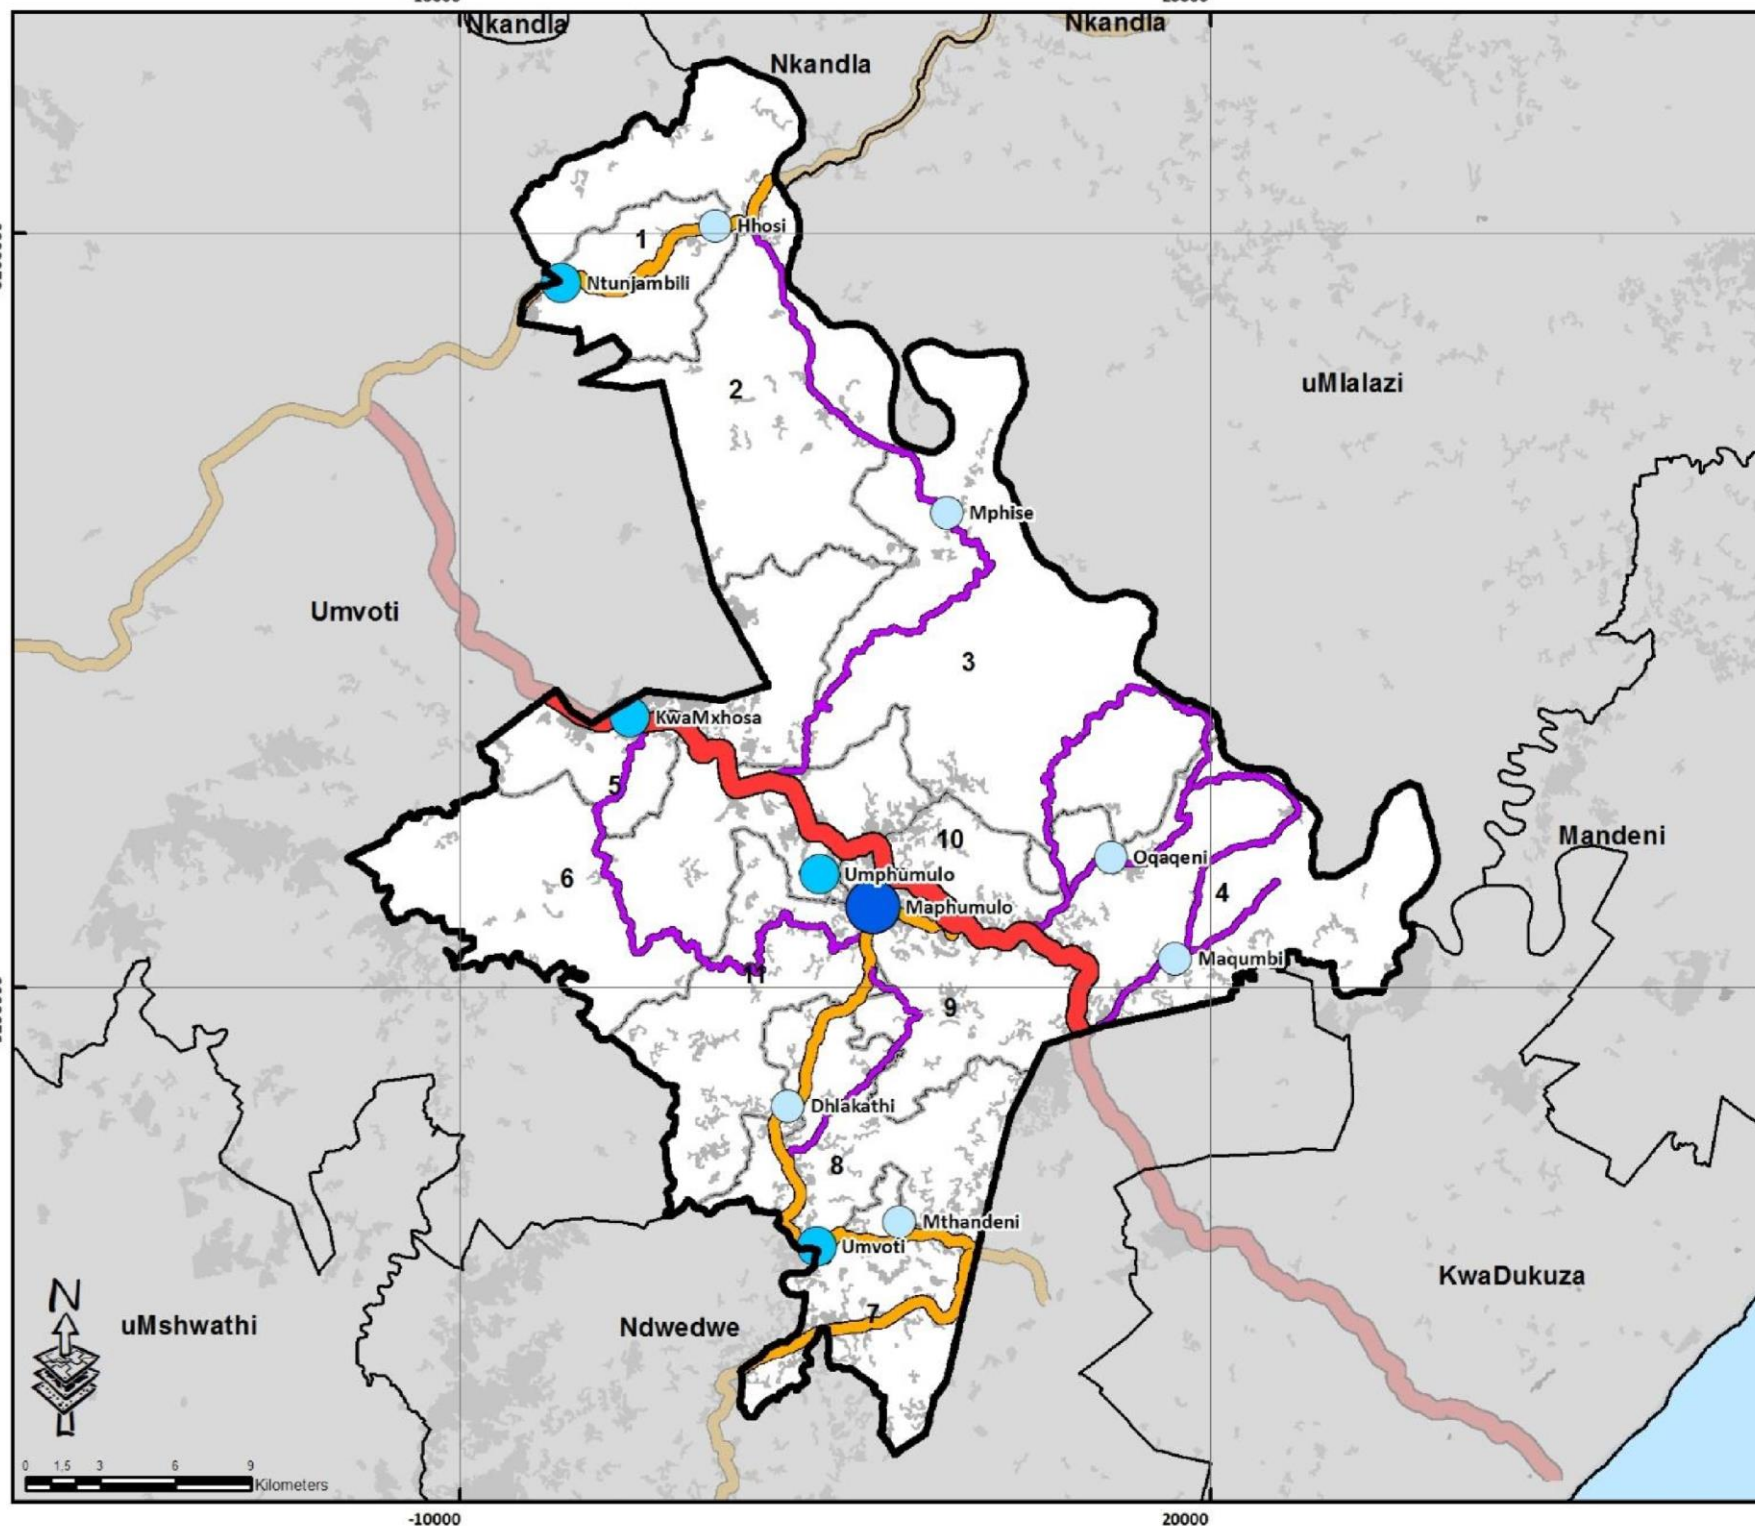 Nkandla
Nkandla
Nkandla
Hhosi
1
Ntunjambili
2
uMlalazi
Mphise
Umvoti
3
KwaMxhosa
5
10
Mandeni
Oqaqeni
6
Umphumulo
4
Maphumulo
Maqumbi
11
9
Dhlakathi
8
Mthandeni
Umvoti
KwaDukuza
N
7
uMshwathi
Ndwedwe
0 1,5 3 6 9
Kilometers
-10000 20000